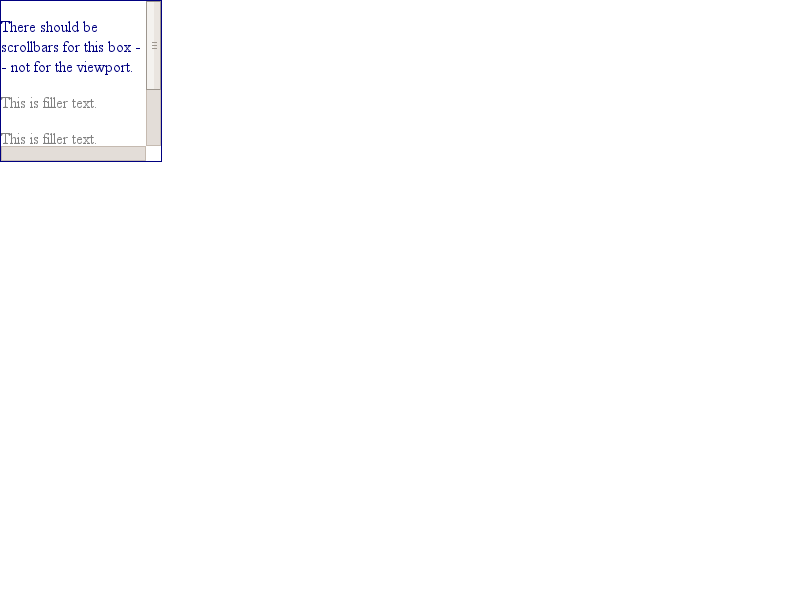 There should be
scrollbars for this box -
- not for the viewport.
This is filler text.
This is filler text.